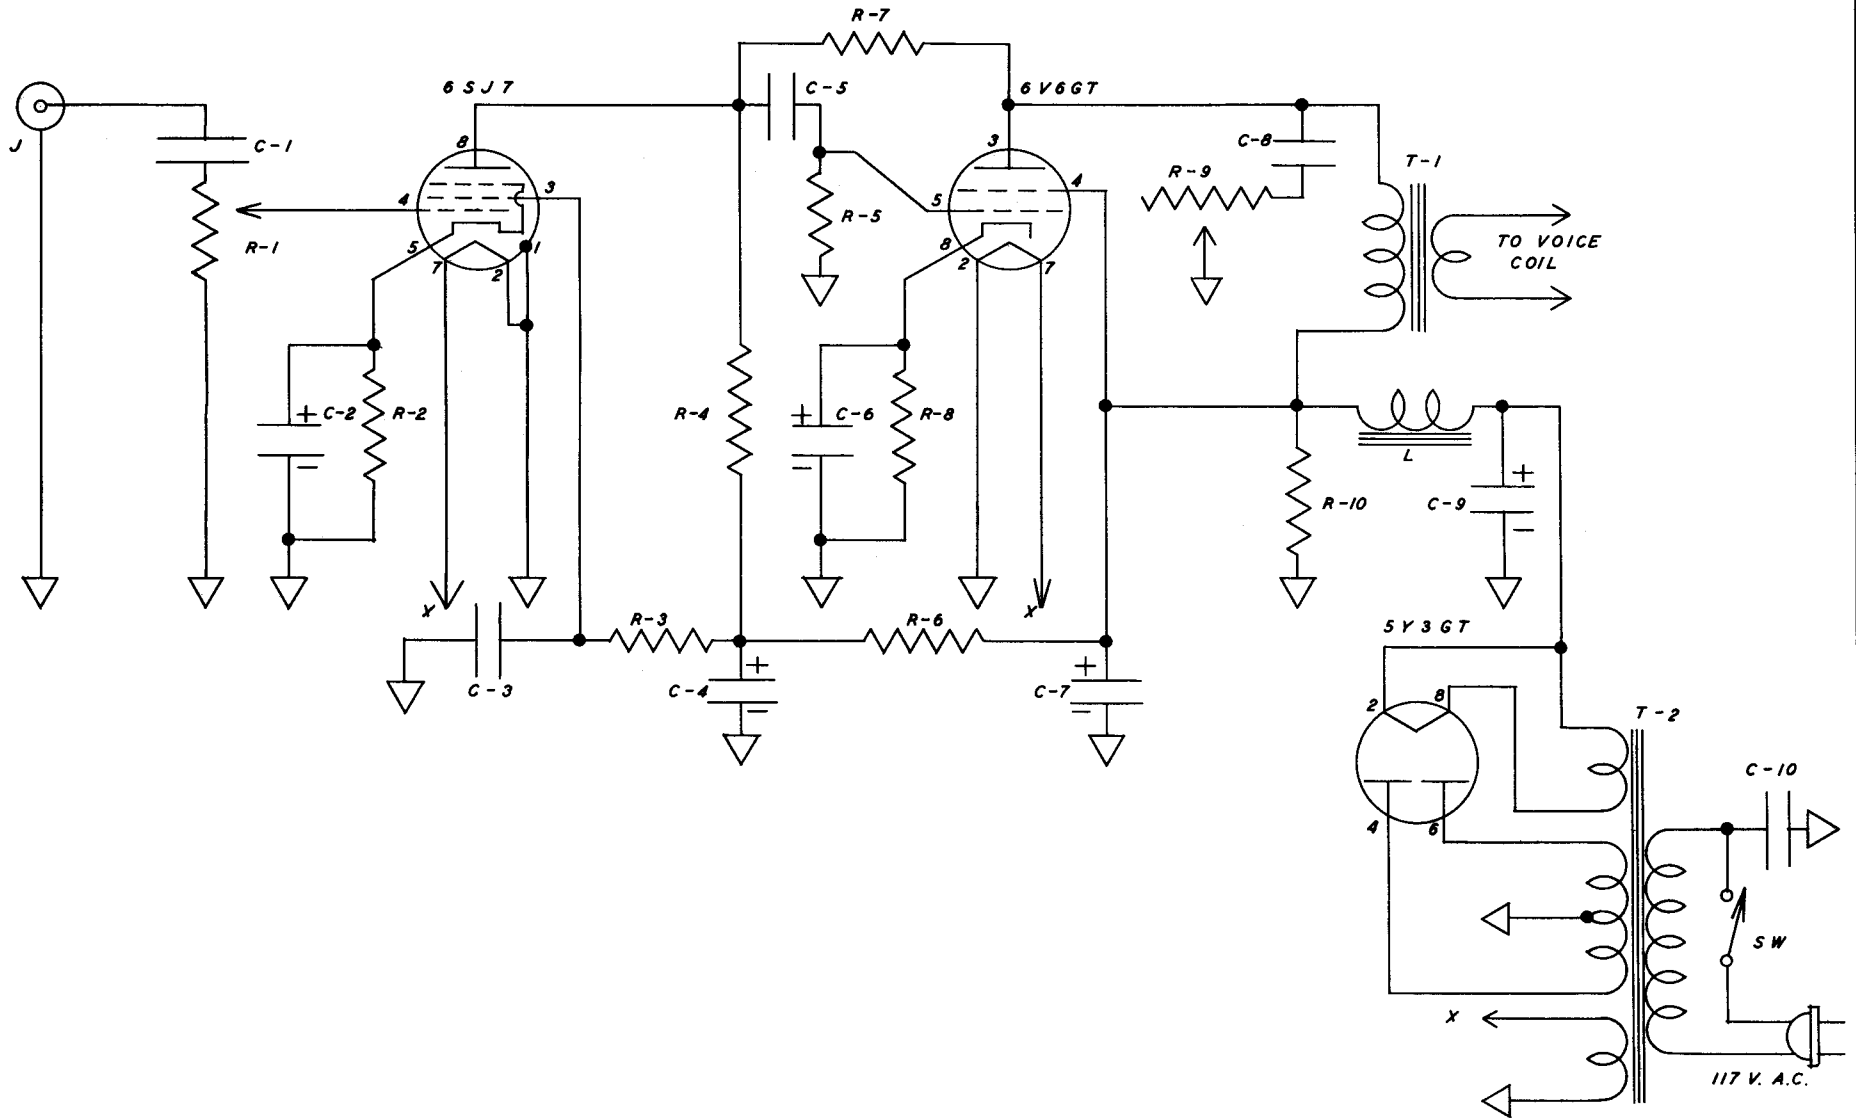 R-7
6SJ7
C-5
6V6GT
J
C-1
8
3
4
R-1
5
7
2
1
R-5
3
4
5
8
2
7
C-8
R-9
T-1
TO VOICE
COIL
+
C-2
-
R-2
R-4
+
C-6
-
R-8
L
R-10
+
C-9
-
X
X
C-3
R-3
R-6
+
C-4
-
+
C-7
-
5Y3GT
2
8
4
6
T-2
C-10
SW
X
117 V. A.C.